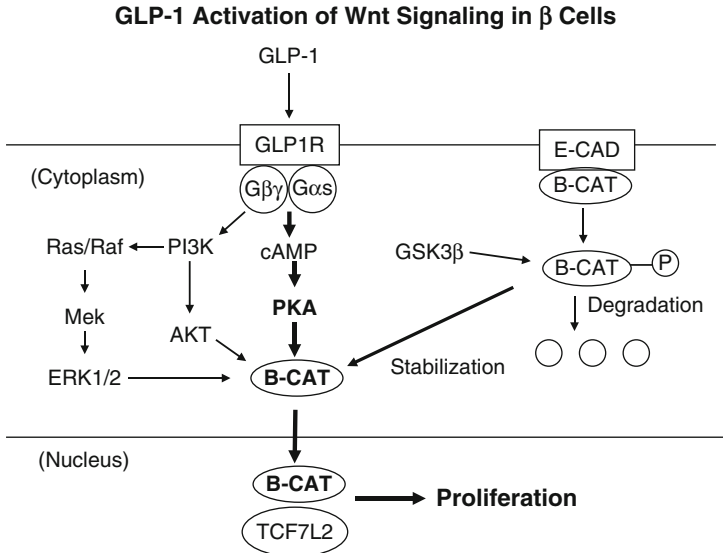 GLP-1 Activation of Wnt Signaling in β Cells
GLP-1
GLP1R
E-CAD
(Cytoplasm)
Gβγ
Gαs
B-CAT
Ras/Raf
PI3K
cAMP
GSK3β
B-CAT
P
Mek
PKA
Degradation
AKT
ERK1/2
B-CAT
Stabilization
(Nucleus)
B-CAT
Proliferation
TCF7L2